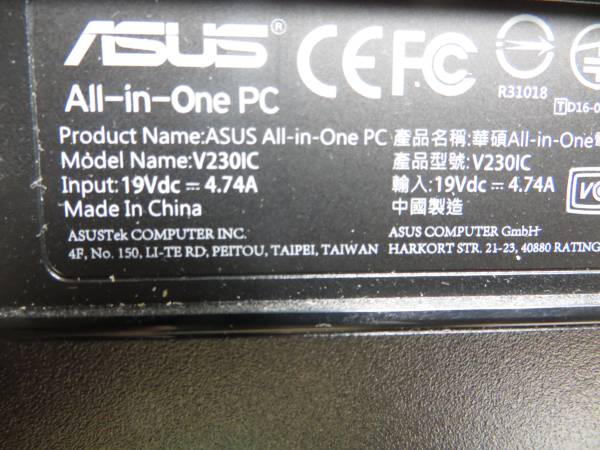 ASUS®
CE FC
R31018
TD16-0
All-in-One PC
Product Name:ASUS All-in-One PC 產品名稱:華碩All-in-One
Model Name:V230IC 產品型號:V230IC
Input:19Vdc⎓4.74A 輸入:19Vdc⎓4.74A
Made In China 中國製造
ASUSTek COMPUTER INC. ASUS COMPUTER GmbH
4F, No. 150, LI-TE RD, PEITOU, TAIPEI, TAIWAN HARKORT STR. 21-23, 40880 RATING